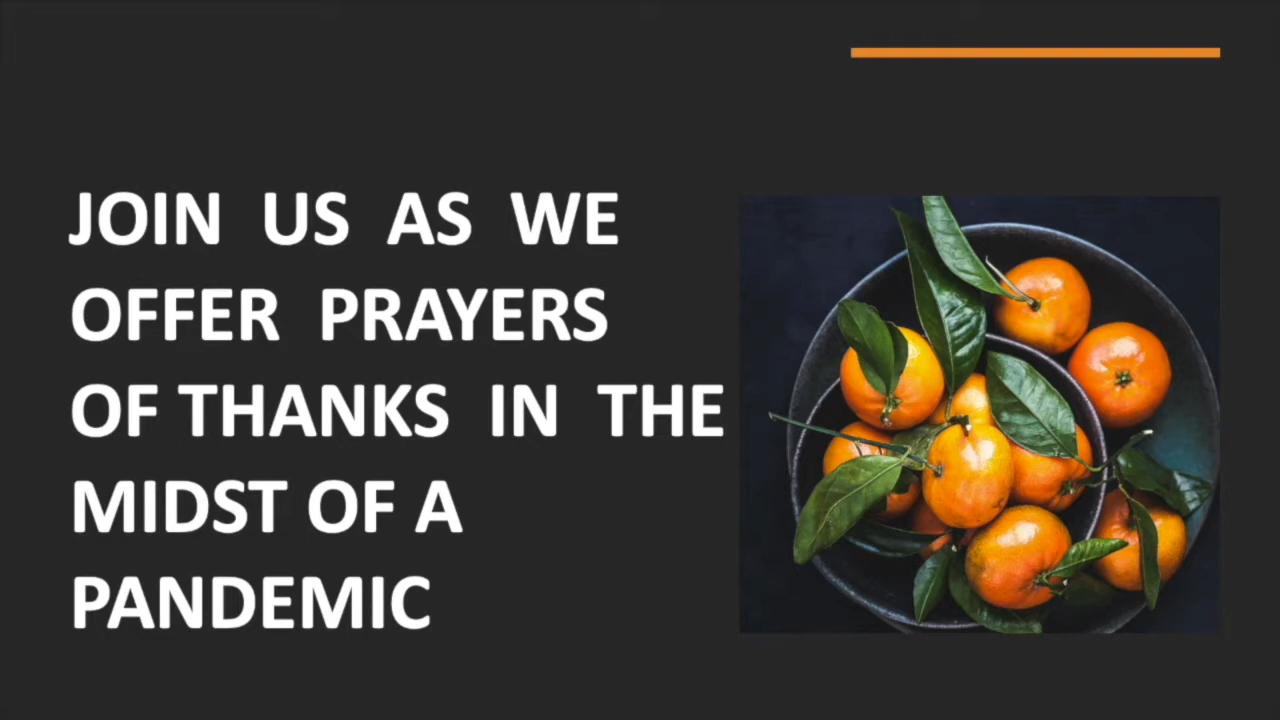 JOIN US AS WE
OFFER PRAYERS
OF THANKS IN THE
MIDST OF A
PANDEMIC